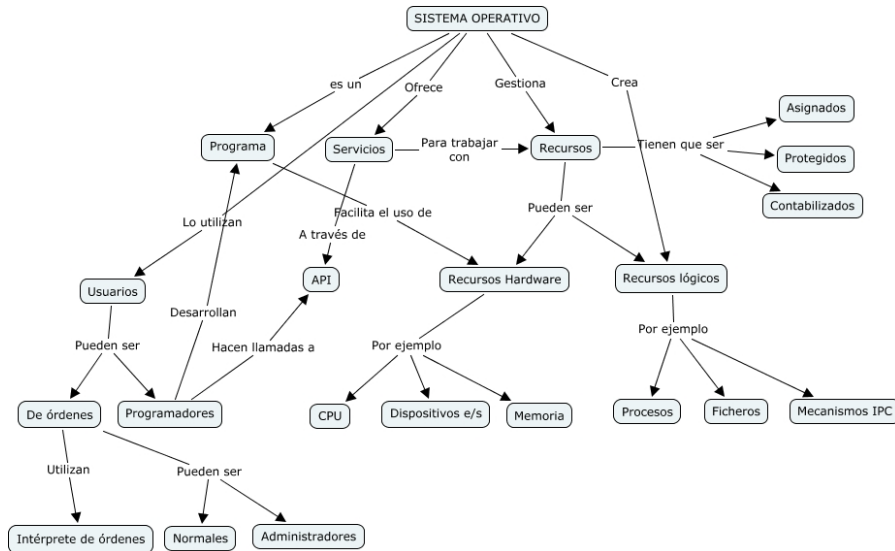 SISTEMA OPERATIVO
es un
Ofrece
Gestiona
Crea
Asignados
Programa
Servicios
Para trabajar
con
Recursos
Tienen que ser
Protegidos
Contabilizados
Lo utilizan
Facilita el uso de
Pueden ser
A través de
Usuarios
API
Recursos Hardware
Recursos lógicos
Desarrollan
Pueden ser
Hacen llamadas a
Por ejemplo
Por ejemplo
De órdenes
Programadores
CPU
Dispositivos e/s
Memoria
Procesos
Ficheros
Mecanismos IPC
Utilizan
Pueden ser
Intérprete de órdenes
Normales
Administradores